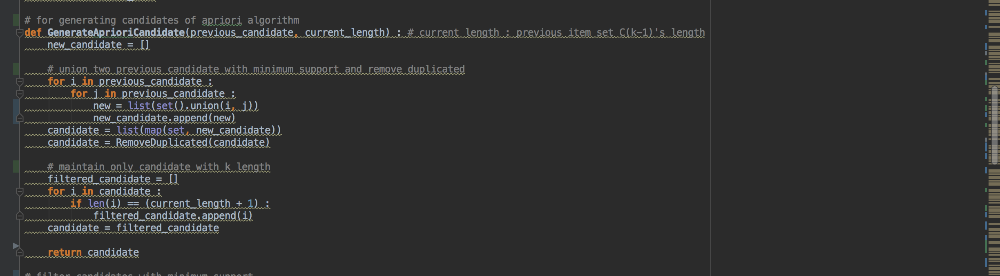 # for generating candidates of apriori algorithm
def GenerateAprioriCandidate(previous_candidate, current_length) : # current length : previous item set C(k-1)'s length
    new_candidate = []
    # union two previous candidate with minimum support and remove duplicated
    for i in previous_candidate :
        for j in previous_candidate :
            new = list(set().union(i, j))
            new_candidate.append(new)
    candidate = list(map(set, new_candidate))
    candidate = RemoveDuplicated(candidate)
    # maintain only candidate with k length
    filtered_candidate = []
    for i in candidate :
        if len(i) == (current_length + 1) :
            filtered_candidate.append(i)
    candidate = filtered_candidate
    return candidate
# filter candidates with minimum support